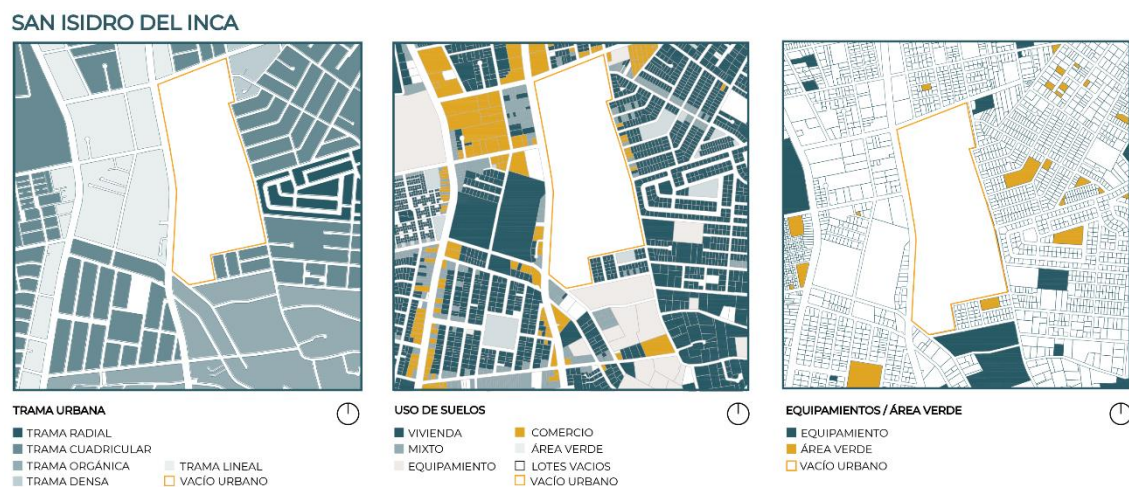 SAN ISIDRO DEL INCA
TRAMA URBANA
TRAMA RADIAL
TRAMA CUADRICULAR
TRAMA ORGÁNICA
TRAMA DENSA
TRAMA LINEAL
VACÍO URBANO
USO DE SUELOS
VIVIENDA
MIXTO
EQUIPAMIENTO
COMERCIO
ÁREA VERDE
LOTES VACIOS
VACÍO URBANO
EQUIPAMIENTOS / ÁREA VERDE
EQUIPAMIENTO
ÁREA VERDE
VACÍO URBANO